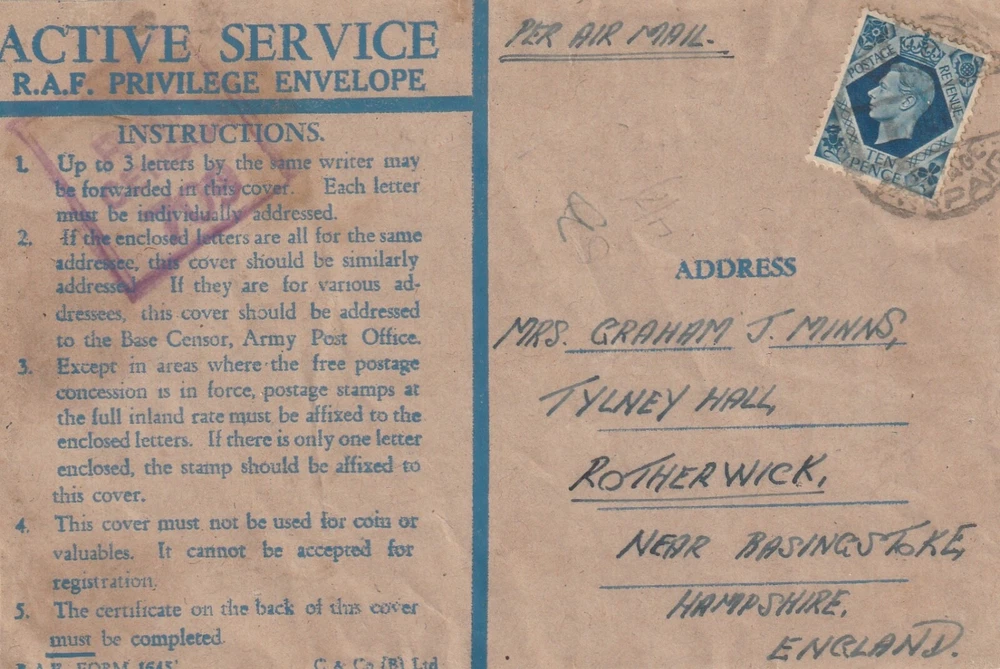 ACTIVE SERVICE
R.A.F. PRIVILEGE ENVELOPE
INSTRUCTIONS.
1. Up to 3 letters by the same writer may
be forwarded in this cover. Each letter
must be individually addressed.
2. If the enclosed letters are all for the same
addressee, this cover should be similarly
addressed. If they are for various ad-
dressees, this cover should be addressed
to the Base Censor, Army Post Office.
3. Except in areas where the free postage
concession is in force, postage stamps at
the full inland rate must be affixed to the
enclosed letters. If there is only one letter
enclosed, the stamp should be affixed to
this cover.
4. This cover must not be used for coin or
valuables. It cannot be accepted for
registration.
5. The certificate on the back of this cover
must be completed.
R.A.F. FORM 1645
C. & Co (B) Ltd
PER AIR MAIL.
POSTAGE
REVENUE
TEN
PENCE
PAID
ADDRESS
MRS. GRAHAM J. MINNS,
TYLNEY HALL,
ROTHERWICK,
NEAR BASINGSTOKE,
HAMPSHIRE,
ENGLAND.